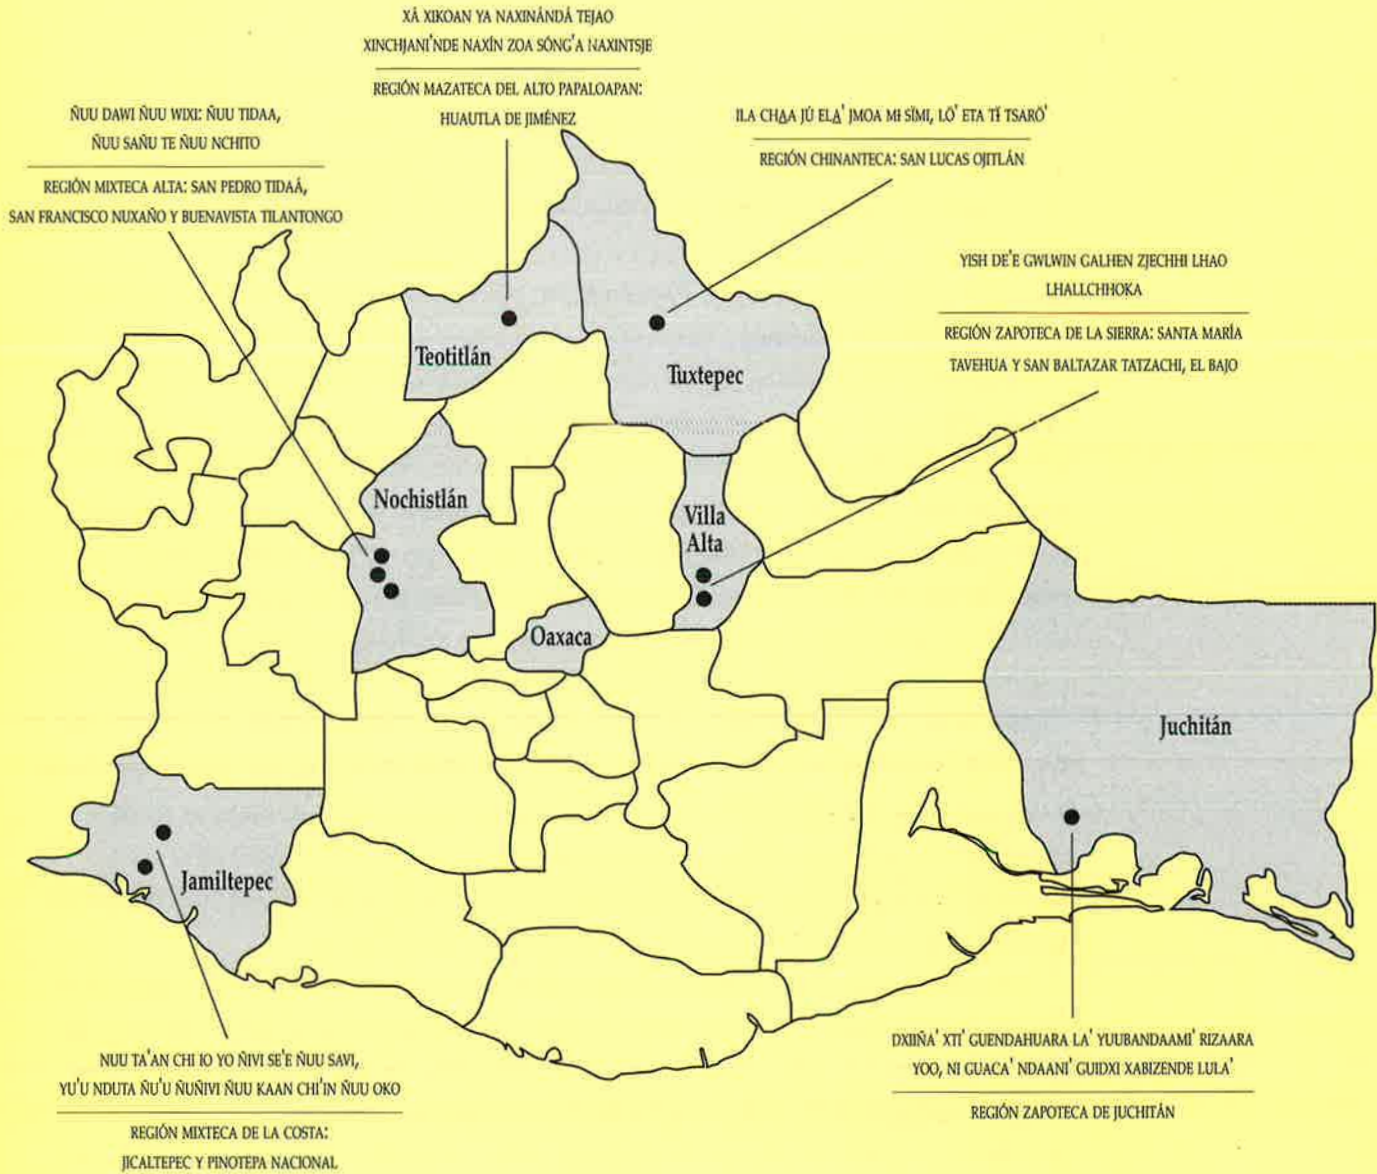 XÁ XIKOAN YA NAXINÁNDÁ TEJAO
XINCHJANI'NDE NAXÍN ZOA SÓNG'A NAXINTSJE
REGIÓN MAZATECA DEL ALTO PAPALOAPAN:
HUAUTLA DE JIMÉNEZ
ÑUU DAWI ÑUU WIXI: ÑUU TIDAA,
ÑUU SAÑU TE ÑUU NCHITO
REGIÓN MIXTECA ALTA: SAN PEDRO TIDAÁ,
SAN FRANCISCO NUXAÑO Y BUENAVISTA TILANTONGO
ILA CHA̲A JÚ ELA̲' JMOA MɨSÏMI, LÖ' ETA TɨTSARÖ'
REGIÓN CHINANTECA: SAN LUCAS OJITLÁN
YISH DE'E GWLWIN GALHEN ZJECHHI LHAO
LHALLCHHOKA
REGIÓN ZAPOTECA DE LA SIERRA: SANTA MARÍA
TAVEHUA Y SAN BALTAZAR TATZACHI, EL BAJO
Teotitlán
Tuxtepec
Nochistlán
Villa
Alta
Oaxaca
Juchitán
Jamiltepec
NUU TA'AN CHI IO YO ÑIVI SE'E ÑUU SAVI,
YU'U NDUTA ÑU'U ÑUÑIVI ÑUU KAAN CHI'IN ÑUU OKO
REGIÓN MIXTECA DE LA COSTA:
JICALTEPEC Y PINOTEPA NACIONAL
DXIIÑA' XTI' GUENDAHUARA LA' YUUBANDAAMI' RIZAARA
YOO, NI GUACA' NDAANI' GUIDXI XABIZENDE LULA'
REGIÓN ZAPOTECA DE JUCHITÁN